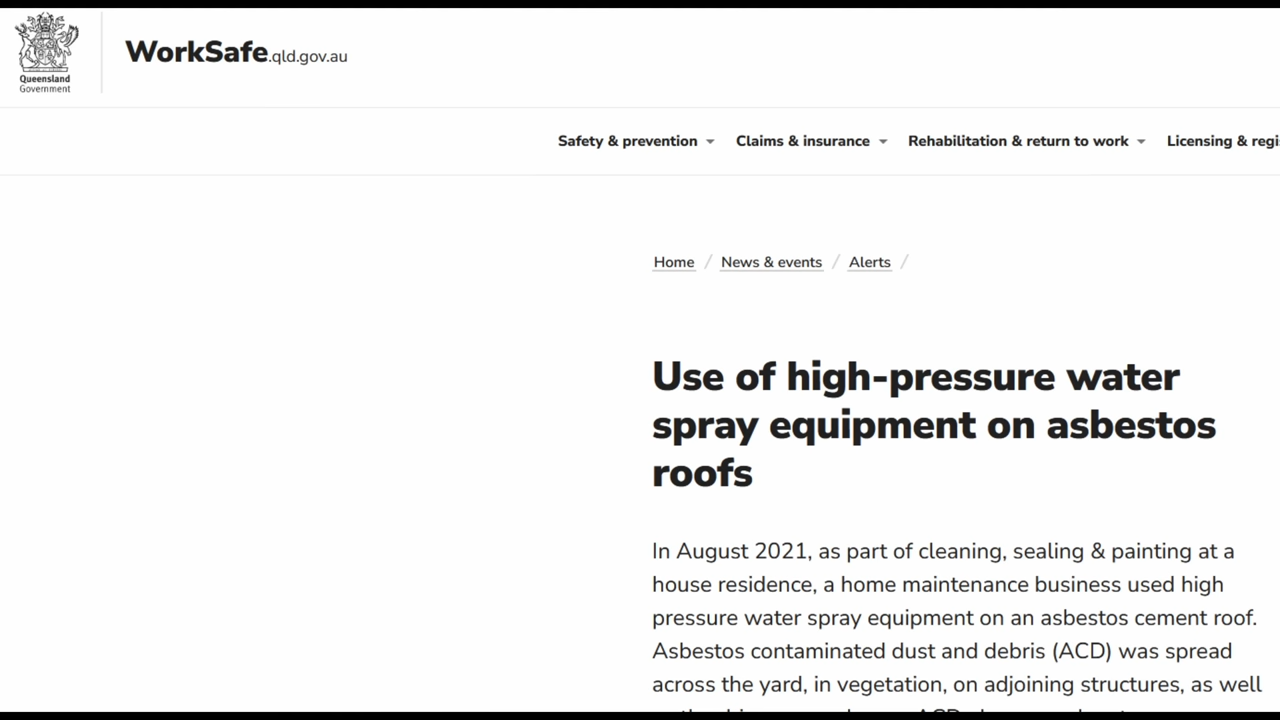 WorkSafe.qld.gov.au
Queensland
Government
Safety & prevention
Claims & insurance
Rehabilitation & return to work
Licensing & regi
Home / News & events / Alerts /
Use of high-pressure water
spray equipment on asbestos
roofs
In August 2021, as part of cleaning, sealing & painting at a
house residence, a home maintenance business used high
pressure water spray equipment on an asbestos cement roof.
Asbestos contaminated dust and debris (ACD) was spread
across the yard, in vegetation, on adjoining structures, as well